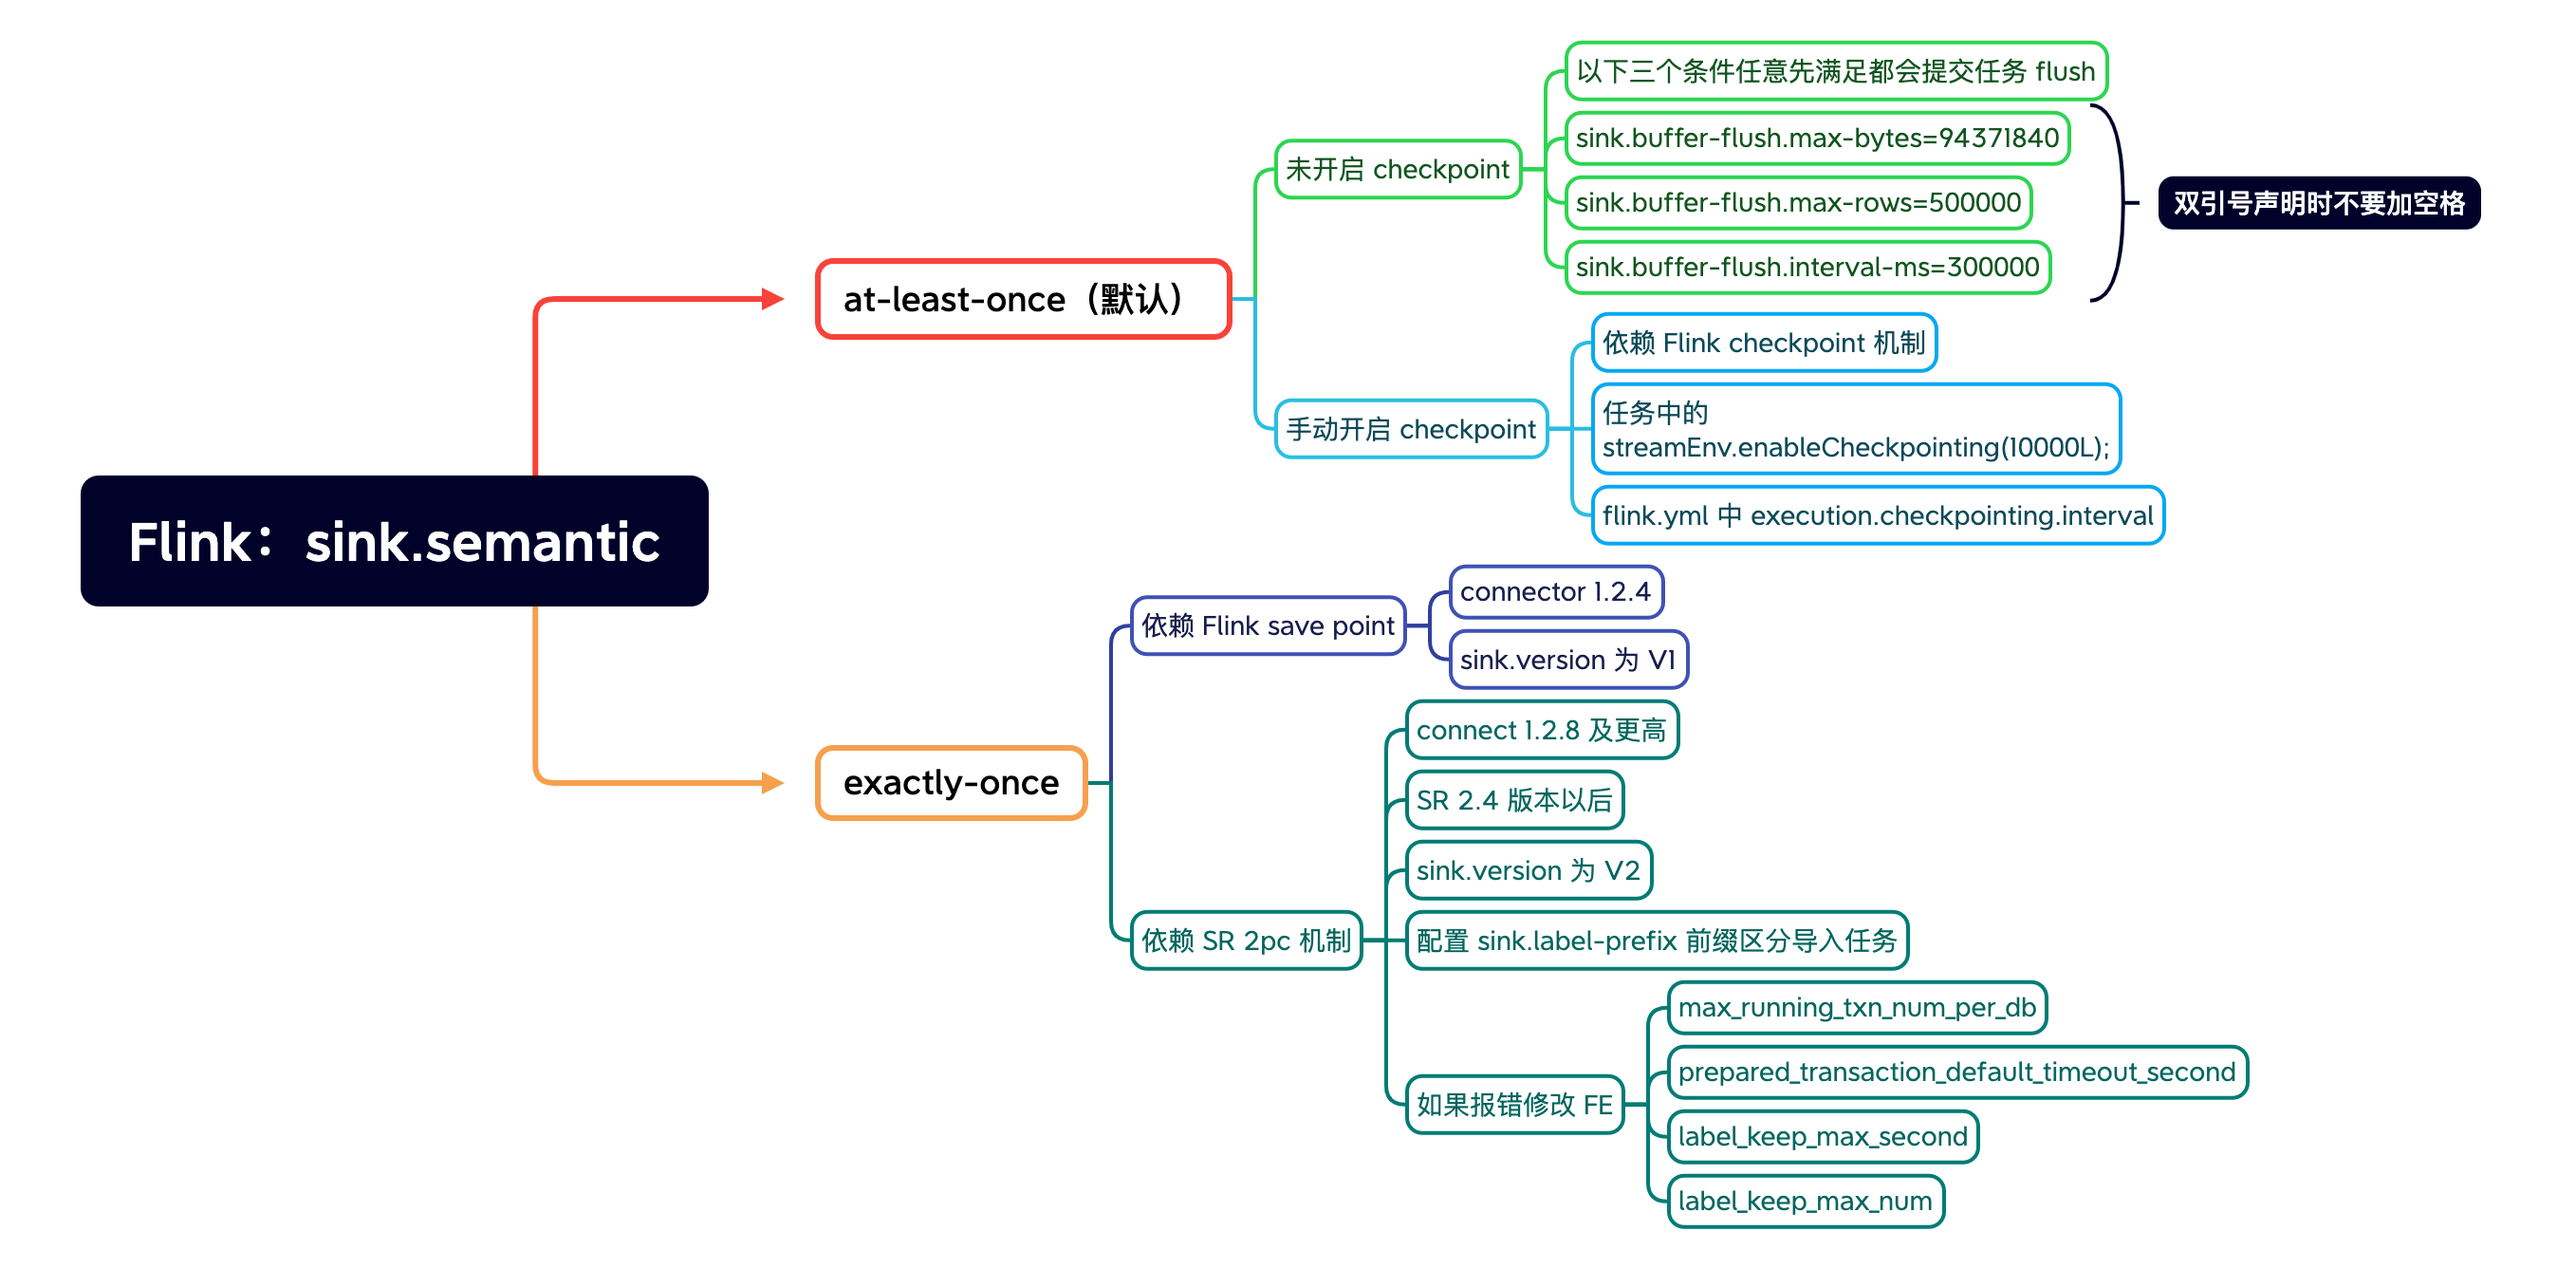 Flink：sink.semantic
at-least-once（默认）
未开启 checkpoint
以下三个条件任意先满足都会提交任务 flush
sink.buffer-flush.max-bytes=94371840
sink.buffer-flush.max-rows=500000
sink.buffer-flush.interval-ms=300000
双引号声明时不要加空格
手动开启 checkpoint
依赖 Flink checkpoint 机制
任务中的
streamEnv.enableCheckpointing(10000L);
flink.yml 中 execution.checkpointing.interval
exactly-once
依赖 Flink save point
connector 1.2.4
sink.version 为 V1
依赖 SR 2pc 机制
connect 1.2.8 及更高
SR 2.4 版本以后
sink.version 为 V2
配置 sink.label-prefix 前缀区分导入任务
如果报错修改 FE
max_running_txn_num_per_db
prepared_transaction_default_timeout_second
label_keep_max_second
label_keep_max_num